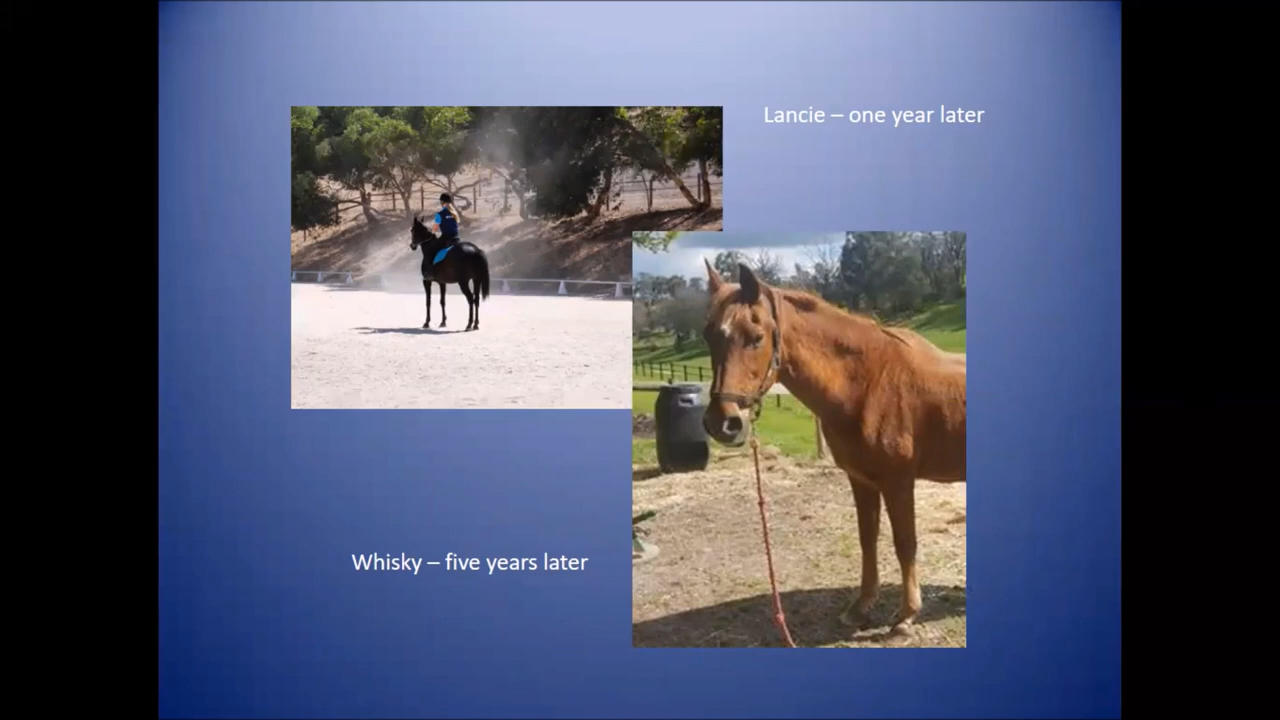 Lancie – one year later
Whisky – five years later